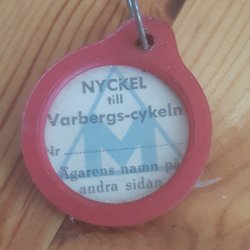 NYCKEL
till
Varbergs-cykeln
Nr ....................
Ägarens namn på
andra sidan